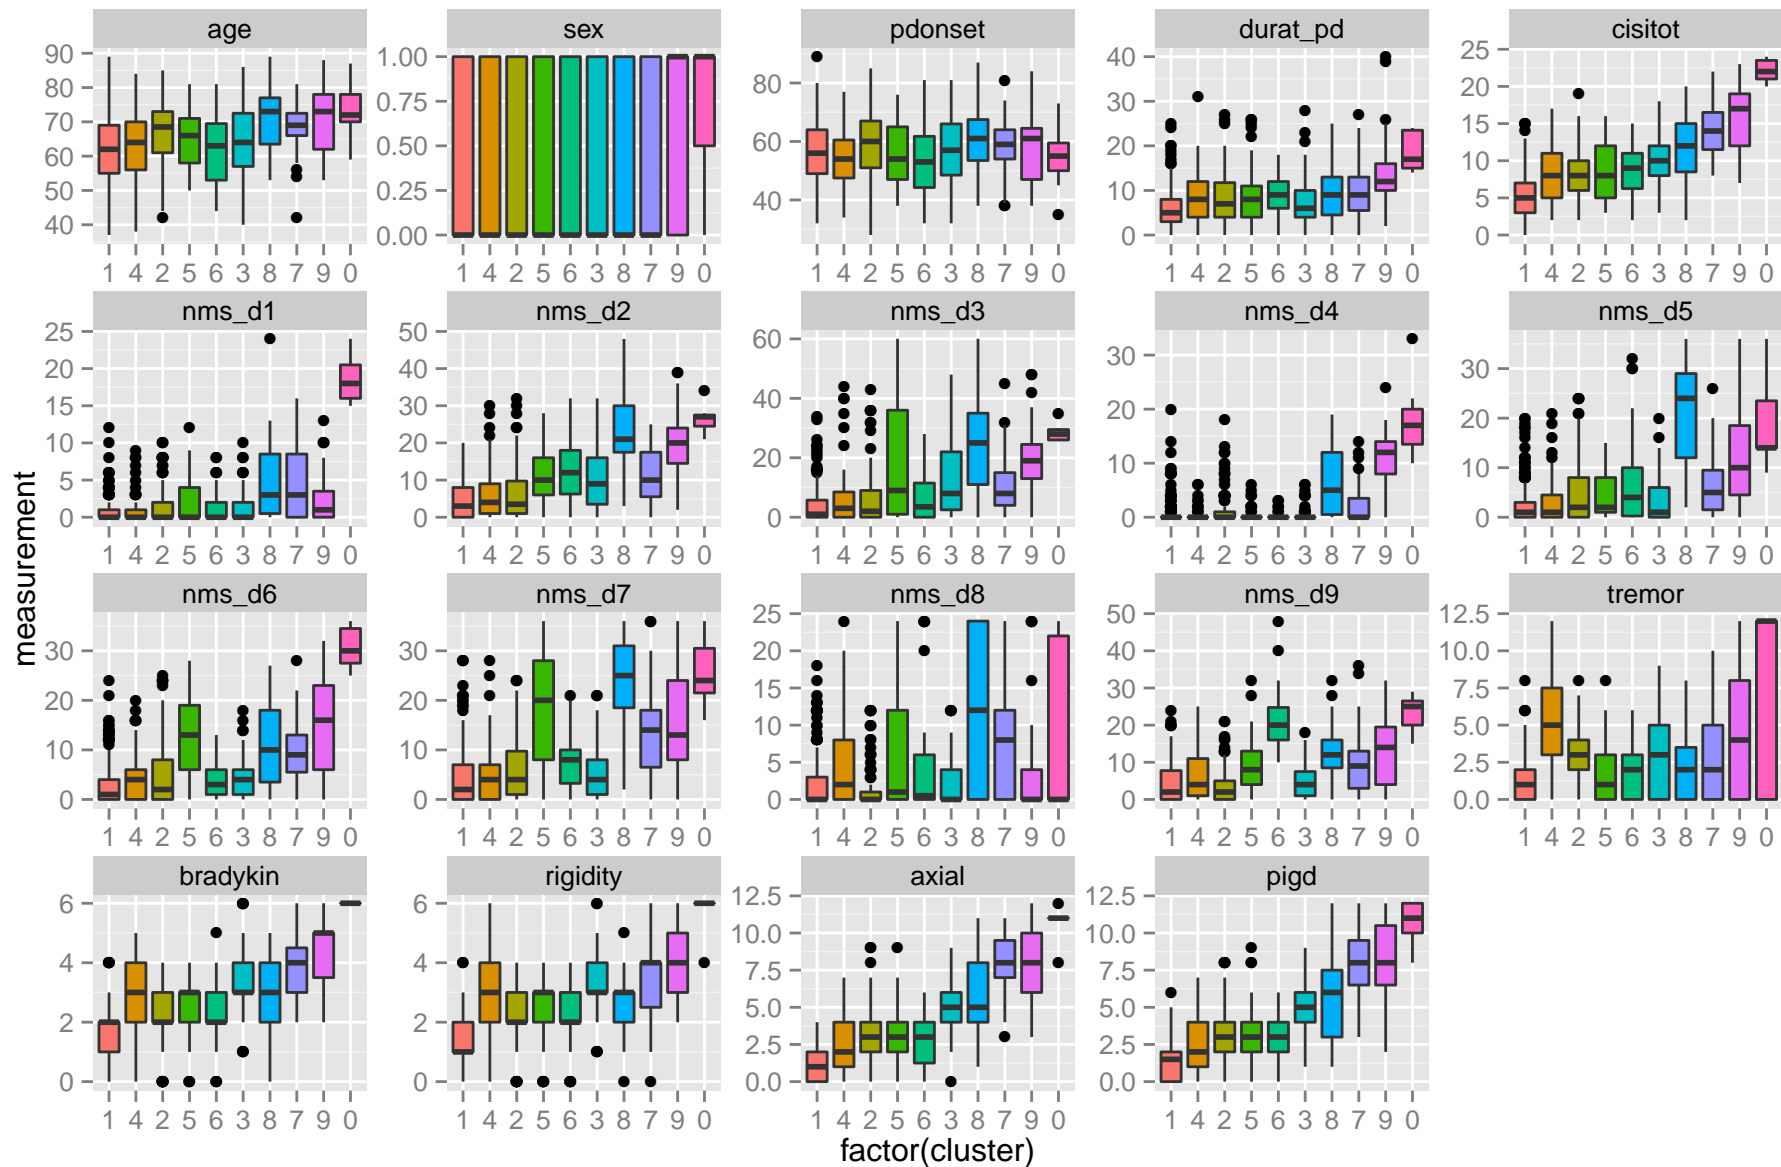 age sex pdonset durat_pd cisitot
90 80 70 60 50 40
1.00 0.75 0.50 0.25 0.00
80 60 40
40 30 20 10 0
25 20 15 10 5 0
1 4 2 5 6 3 8 7 9 0 1 4 2 5 6 3 8 7 9 0 1 4 2 5 6 3 8 7 9 0 1 4 2 5 6 3 8 7 9 0 1 4 2 5 6 3 8 7 9 0
nms_d1 nms_d2 nms_d3 nms_d4 nms_d5
25 20 15 10 5 0
50 40 30 20 10 0
60 40 20 0
30 20 10 0
30 20 10 0
1 4 2 5 6 3 8 7 9 0 1 4 2 5 6 3 8 7 9 0 1 4 2 5 6 3 8 7 9 0 1 4 2 5 6 3 8 7 9 0 1 4 2 5 6 3 8 7 9 0
measurement
nms_d6 nms_d7 nms_d8 nms_d9 tremor
30 20 10 0
30 20 10 0
25 20 15 10 5 0
50 40 30 20 10 0
12.5 10.0 7.5 5.0 2.5 0.0
1 4 2 5 6 3 8 7 9 0 1 4 2 5 6 3 8 7 9 0 1 4 2 5 6 3 8 7 9 0 1 4 2 5 6 3 8 7 9 0 1 4 2 5 6 3 8 7 9 0
bradykin rigidity axial pigd
6 4 2 0
6 4 2 0
12.5 10.0 7.5 5.0 2.5 0.0
12.5 10.0 7.5 5.0 2.5 0.0
1 4 2 5 6 3 8 7 9 0 1 4 2 5 6 3 8 7 9 0 1 4 2 5 6 3 8 7 9 0 1 4 2 5 6 3 8 7 9 0
factor(cluster)